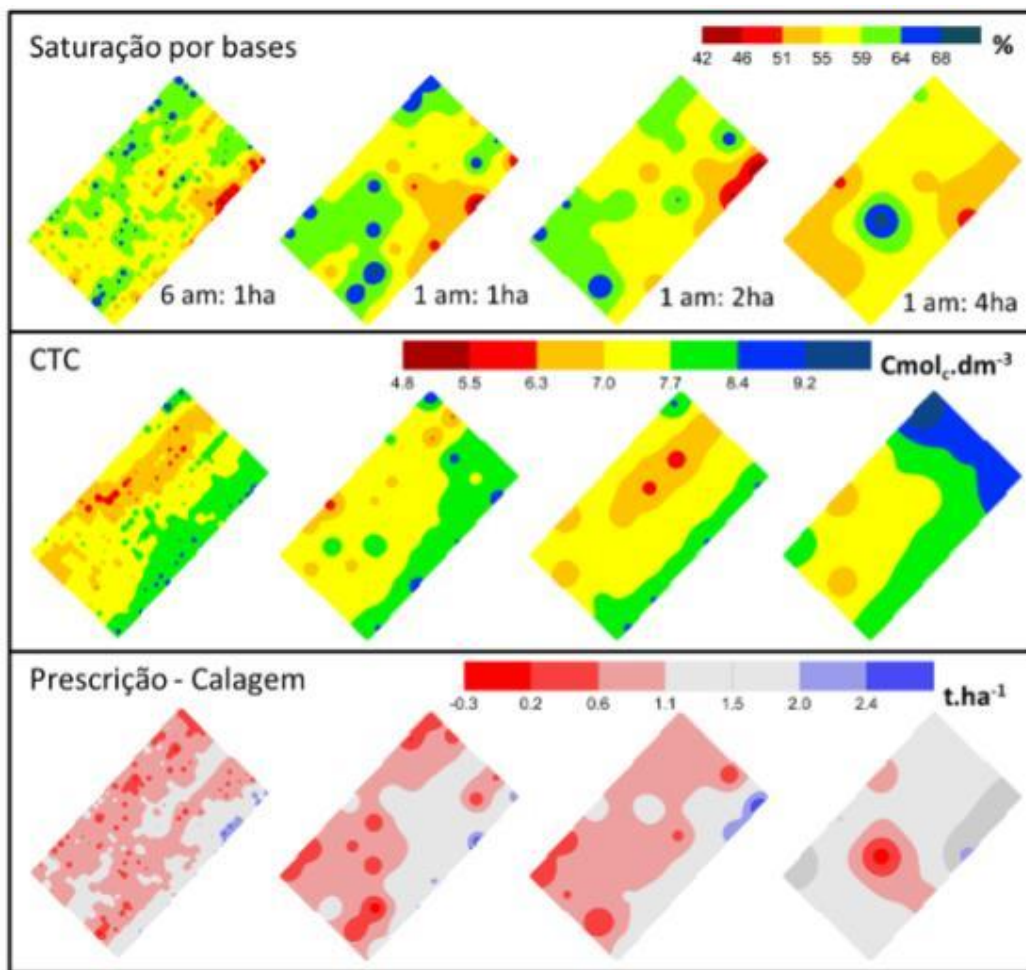 Saturação por bases
%
42 46 51 55 59 64 68
6 am: 1ha 1 am: 1ha 1 am: 2ha 1 am: 4ha
CTC
Cmolc.dm-3
4.8 5.5 6.3 7.0 7.7 8.4 9.2
Prescrição - Calagem
t.ha-1
-0.3 0.2 0.6 1.1 1.5 2.0 2.4